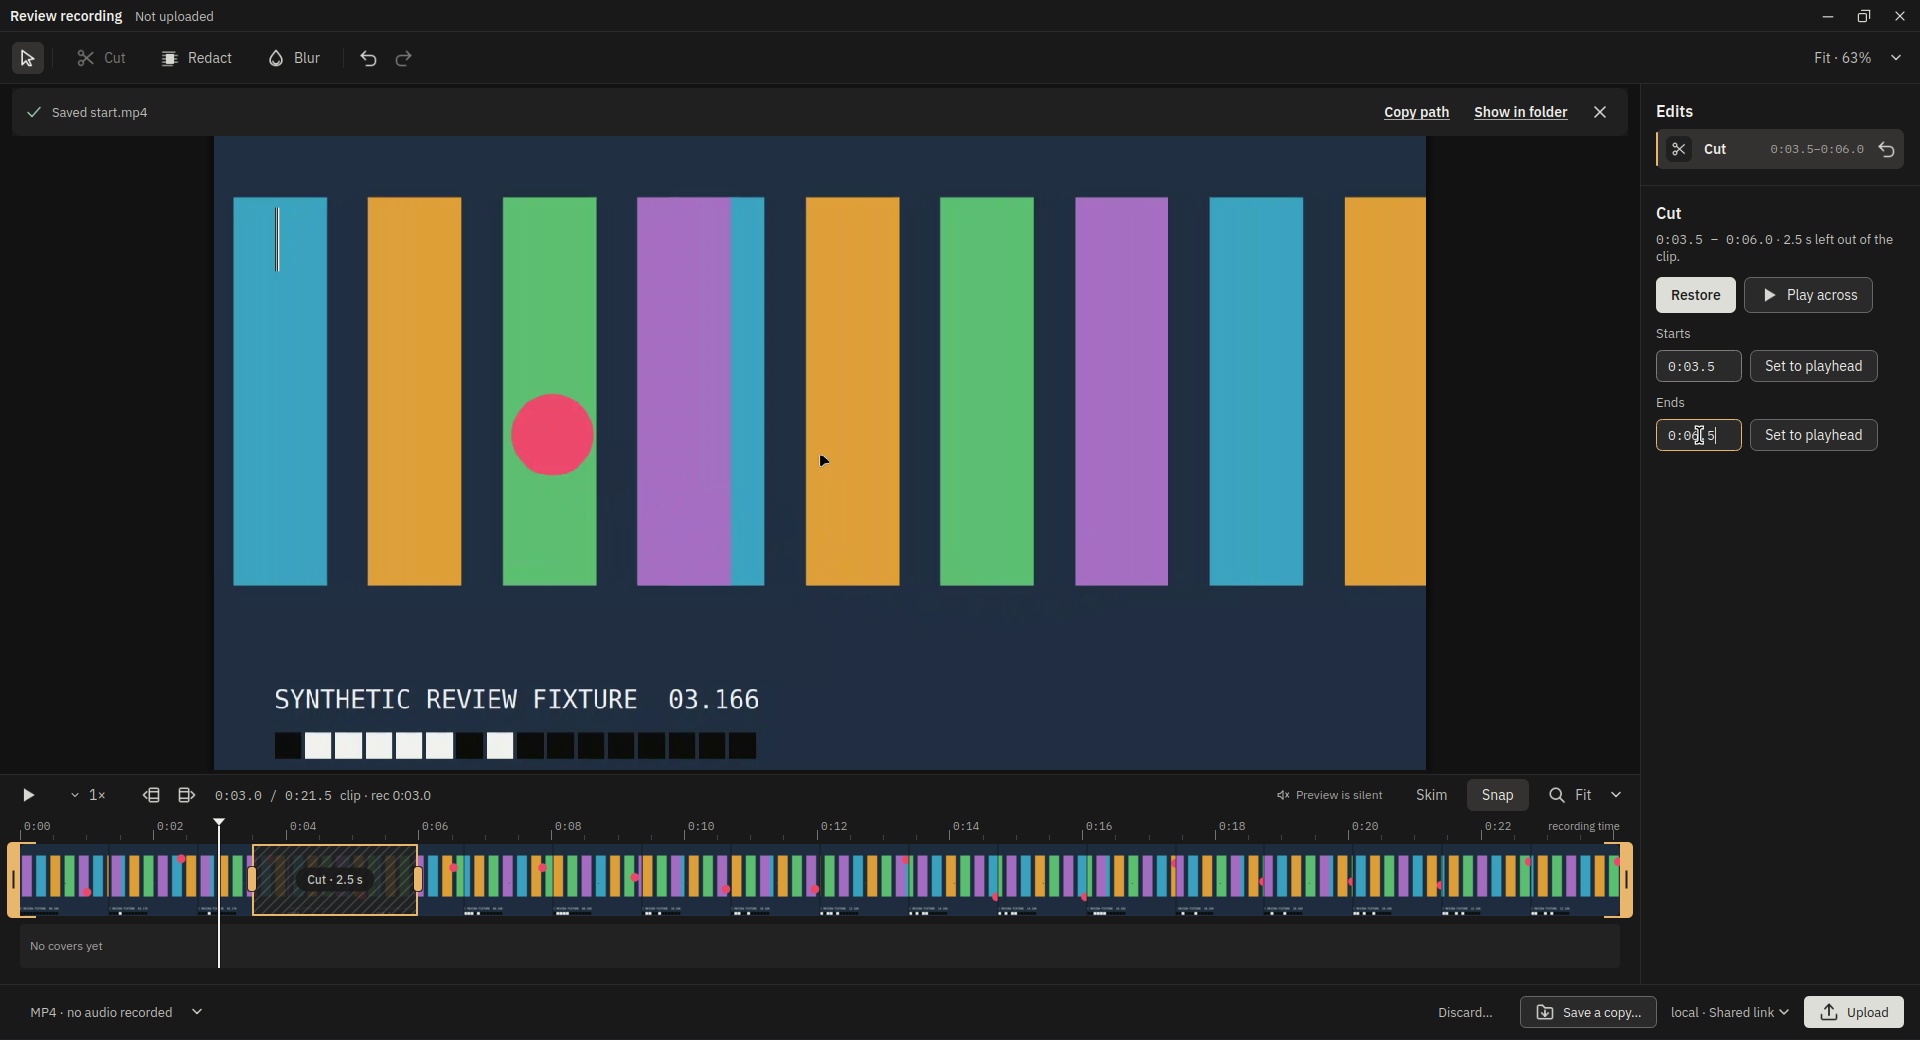 Review recording Not uploaded
Cut Redact Blur Fit · 63%
Saved start.mp4 Copy path Show in folder
SYNTHETIC REVIEW FIXTURE 03.166
Edits
Cut 0:03.5–0:06.0
Cut
0:03.5 – 0:06.0 · 2.5 s left out of the
clip.
Restore Play across
Starts
0:03.5 Set to playhead
Ends
0:06.5 Set to playhead
1× 0:03.0 / 0:21.5 clip · rec 0:03.0 Preview is silent Skim Snap Fit
0:00 0:02 0:04 0:06 0:08 0:10 0:12 0:14 0:16 0:18 0:20 0:22 recording time
Cut · 2.5 s
No covers yet
MP4 · no audio recorded Discard... Save a copy... local · Shared link Upload